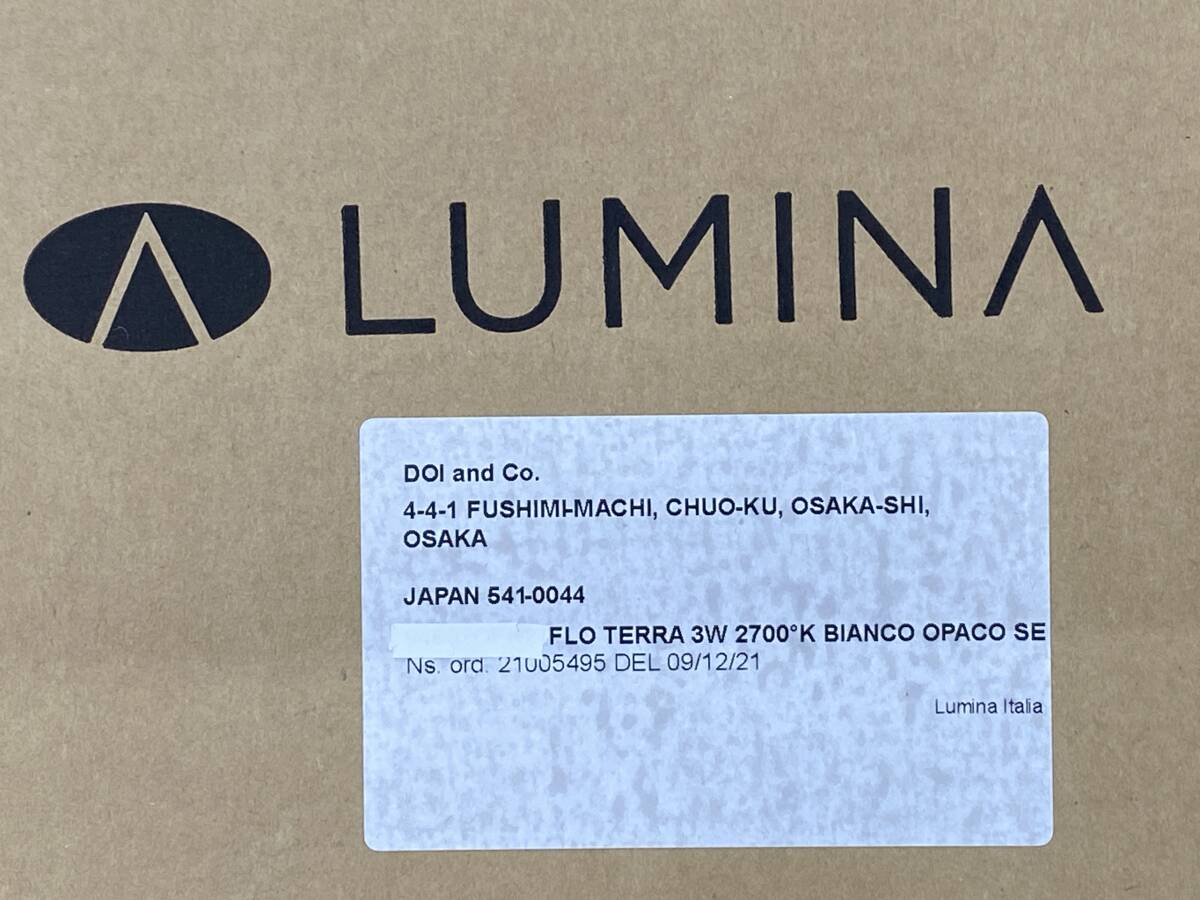 LUMINA
DOI and Co.
4-4-1 FUSHIMI-MACHI, CHUO-KU, OSAKA-SHI,
OSAKA
JAPAN 541-0044
FLO TERRA 3W 2700°K BIANCO OPACO SE
Ns. ord. 21005495 DEL 09/12/21
Lumina Italia